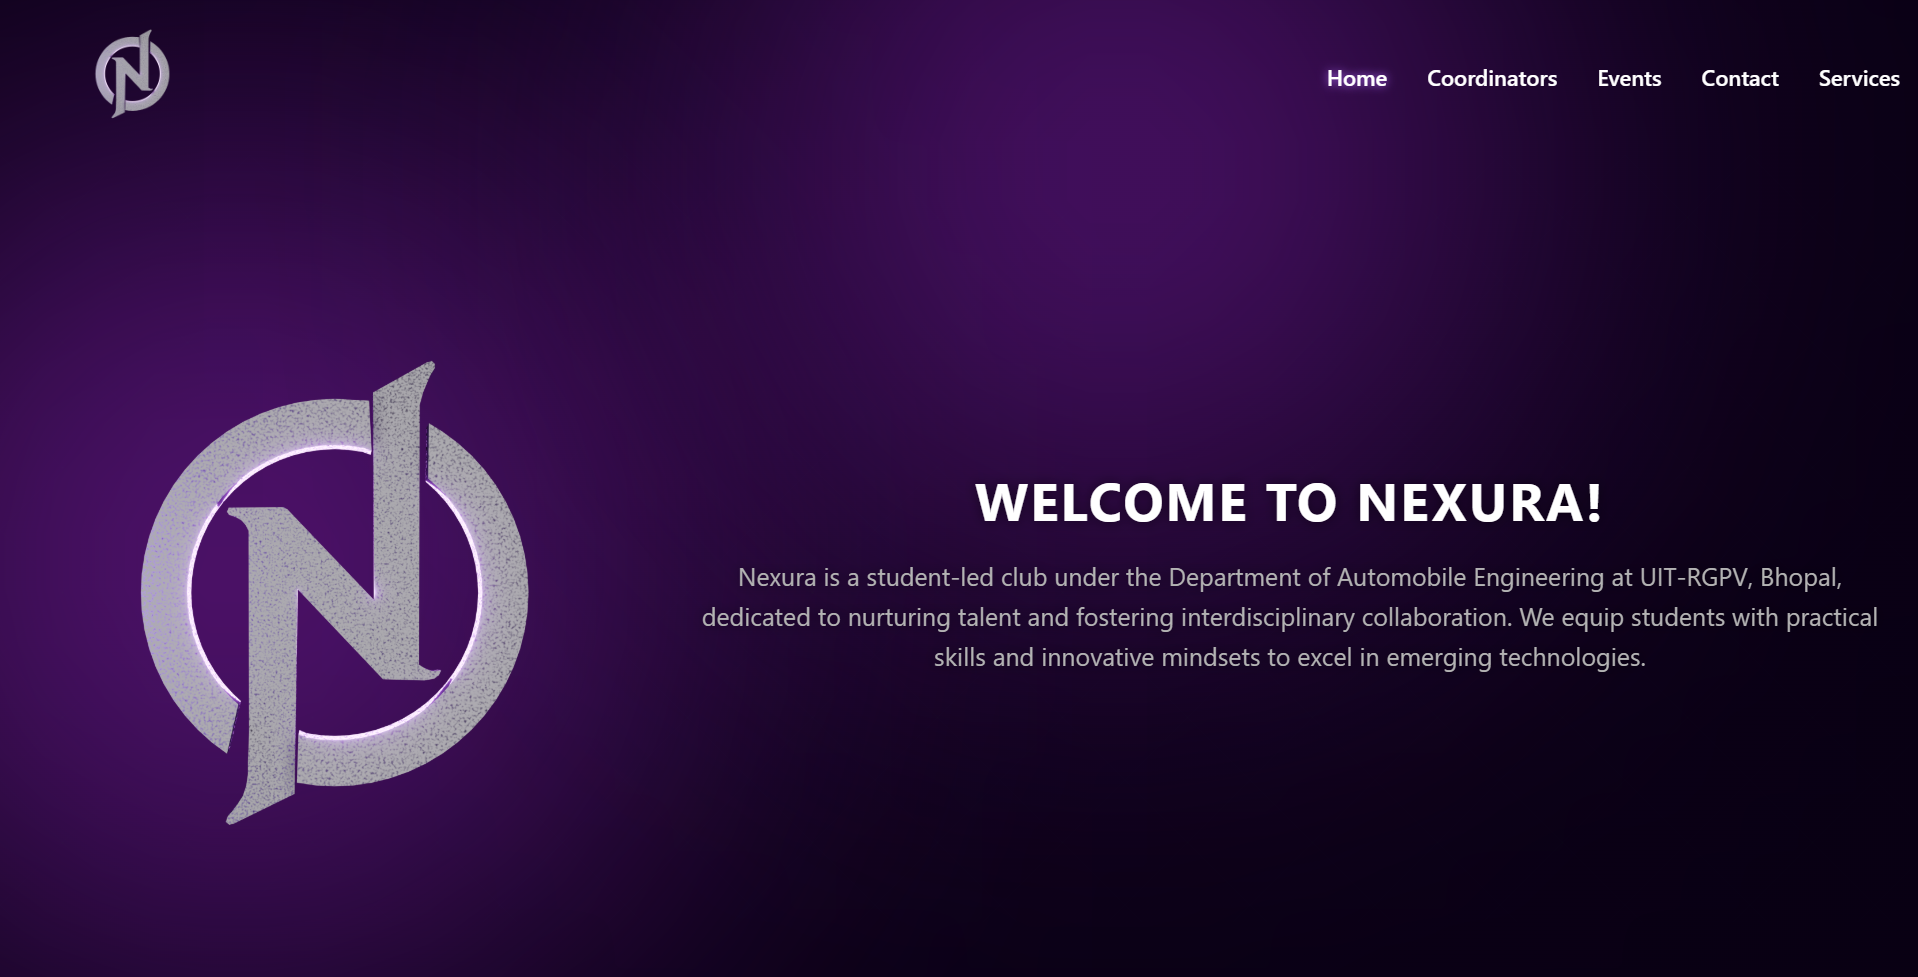 N
Home Coordinators Events Contact Services
N
WELCOME TO NEXURA!
Nexura is a student-led club under the Department of Automobile Engineering at UIT-RGPV, Bhopal,
dedicated to nurturing talent and fostering interdisciplinary collaboration. We equip students with practical
skills and innovative mindsets to excel in emerging technologies.